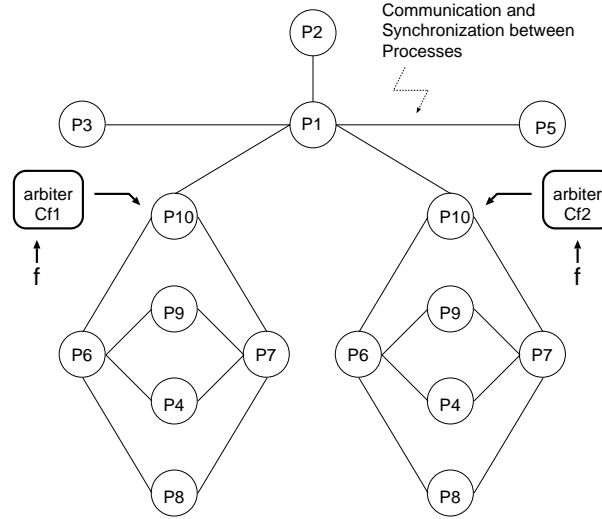 Communication and
Synchronization between
Processes
P2
P3
P1
P5
arbiter
Cf1
f
P10
P10
arbiter
Cf2
f
P9
P9
P6
P7
P6
P7
P4
P4
P8
P8